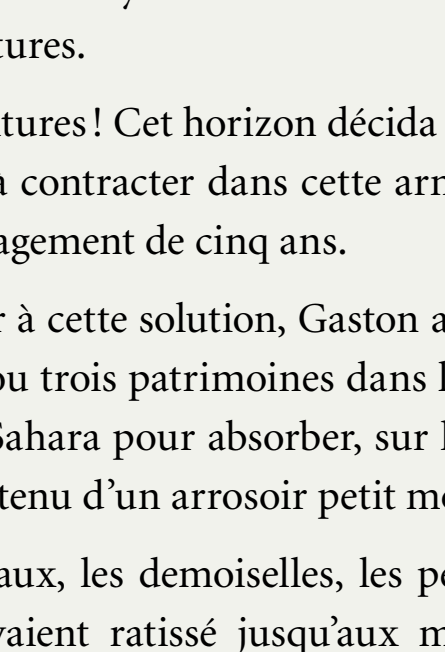 tures.
tures ! Cet horizon décida
à contracter dans cette arm
agement de cinq ans.
r à cette solution, Gaston a
ou trois patrimoines dans
Sahara pour absorber, sur
tenu d’un arrosoir petit mo
aux, les demoiselles, les pe
vaient ratissé jusqu’aux m